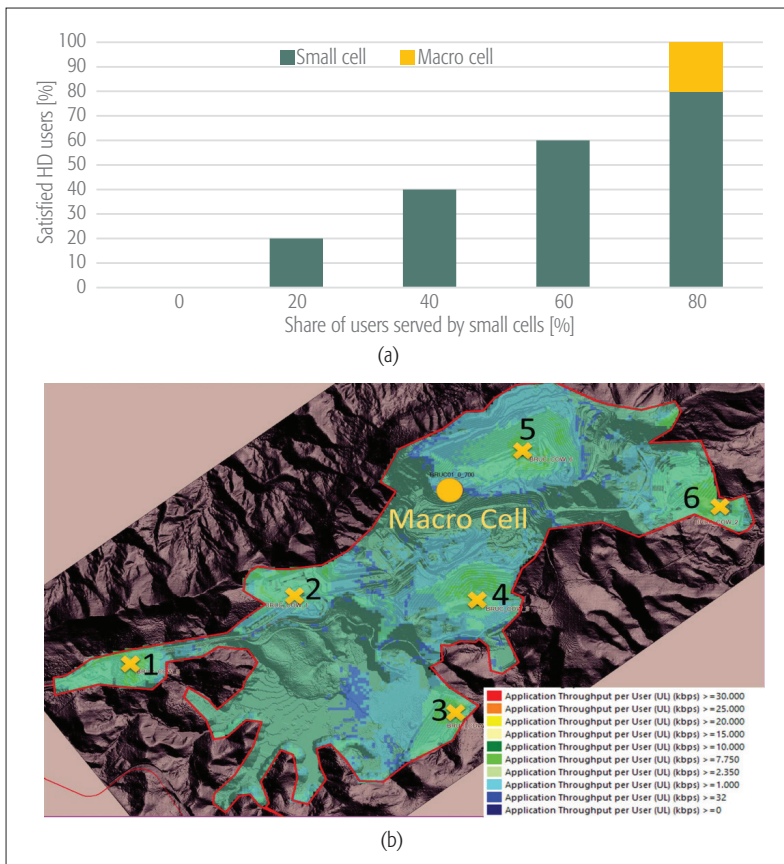 100
90
80
70
60
50
40
30
20
10
0
Satisfied HD users [%]
Small cell
Macro cell
0 20 40 60 80
Share of users served by small cells [%]
(a)
5
BRUC01_R_700
Macro Cell
6
2
4
1
3
Application Throughput per User (UL) (kbps) >=30.000
Application Throughput per User (UL) (kbps) >=25.000
Application Throughput per User (UL) (kbps) >=20.000
Application Throughput per User (UL) (kbps) >=15.000
Application Throughput per User (UL) (kbps) >=10.000
Application Throughput per User (UL) (kbps) >=7.750
Application Throughput per User (UL) (kbps) >=2.350
Application Throughput per User (UL) (kbps) >=1.000
Application Throughput per User (UL) (kbps) >=32
Application Throughput per User (UL) (kbps) >=0
(b)